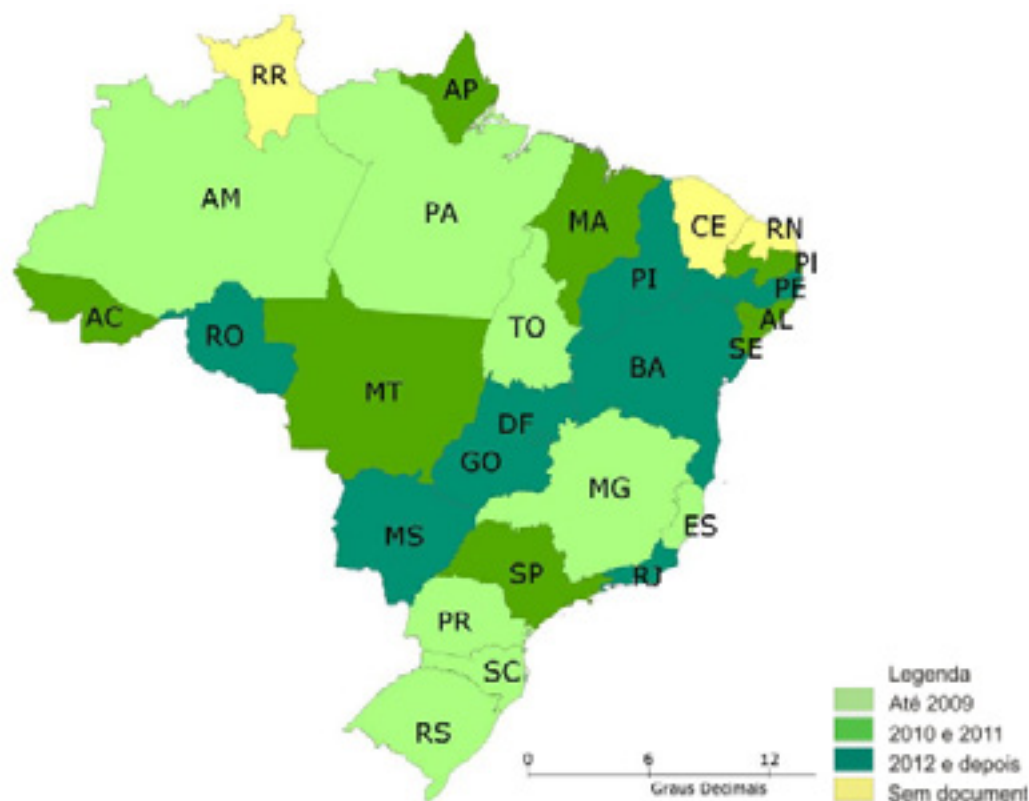 RR
AP
AM
PA
MA
CE
RN
PI
PI
PE
AC
RO
TO
AL
SE
BA
MT
DF
GO
MG
MS
ES
SP
RJ
PR
SC
RS
Legenda
Até 2009
2010 e 2011
2012 e depois
Sem document
0 6 12
Graus Decimais